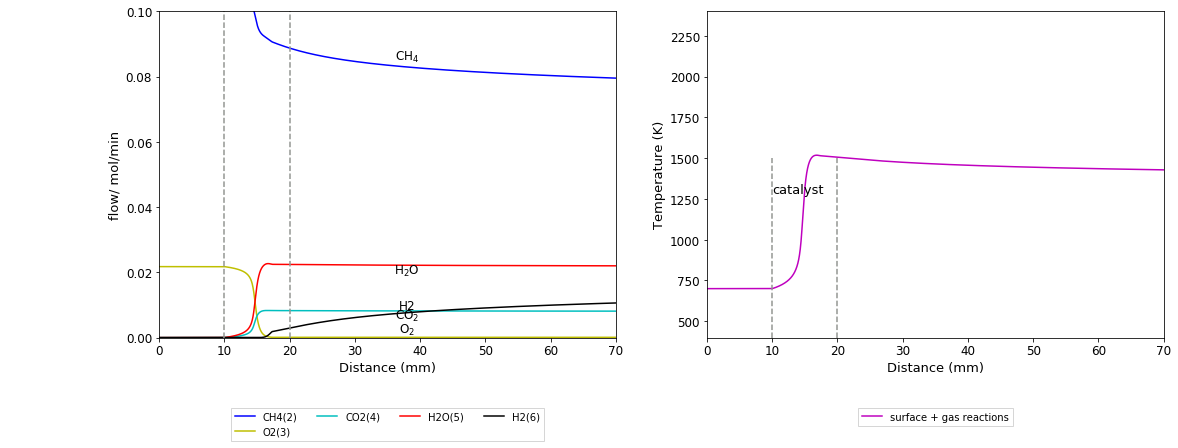 0.10
0.08
0.06
0.04
0.02
0.00
flow/ mol/min
CH₄
H₂O
H2
CO₂
O₂
0 10 20 30 40 50 60 70
Distance (mm)
CH4(2) CO2(4) H2O(5) H2(6)
O2(3)
2250
2000
1750
1500
1250
1000
750
500
Temperature (K)
catalyst
0 10 20 30 40 50 60 70
Distance (mm)
surface + gas reactions